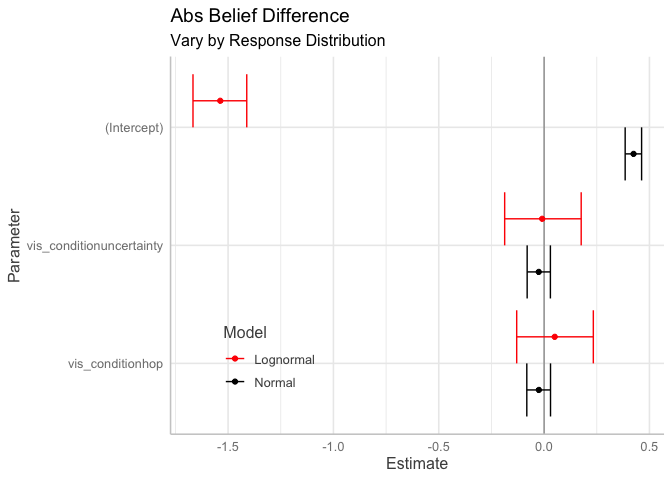 Abs Belief Difference
Vary by Response Distribution
(Intercept)
vis_conditionuncertainty
vis_conditionhop
Parameter
Model
Lognormal
Normal
-1.5 -1.0 -0.5 0.0 0.5
Estimate